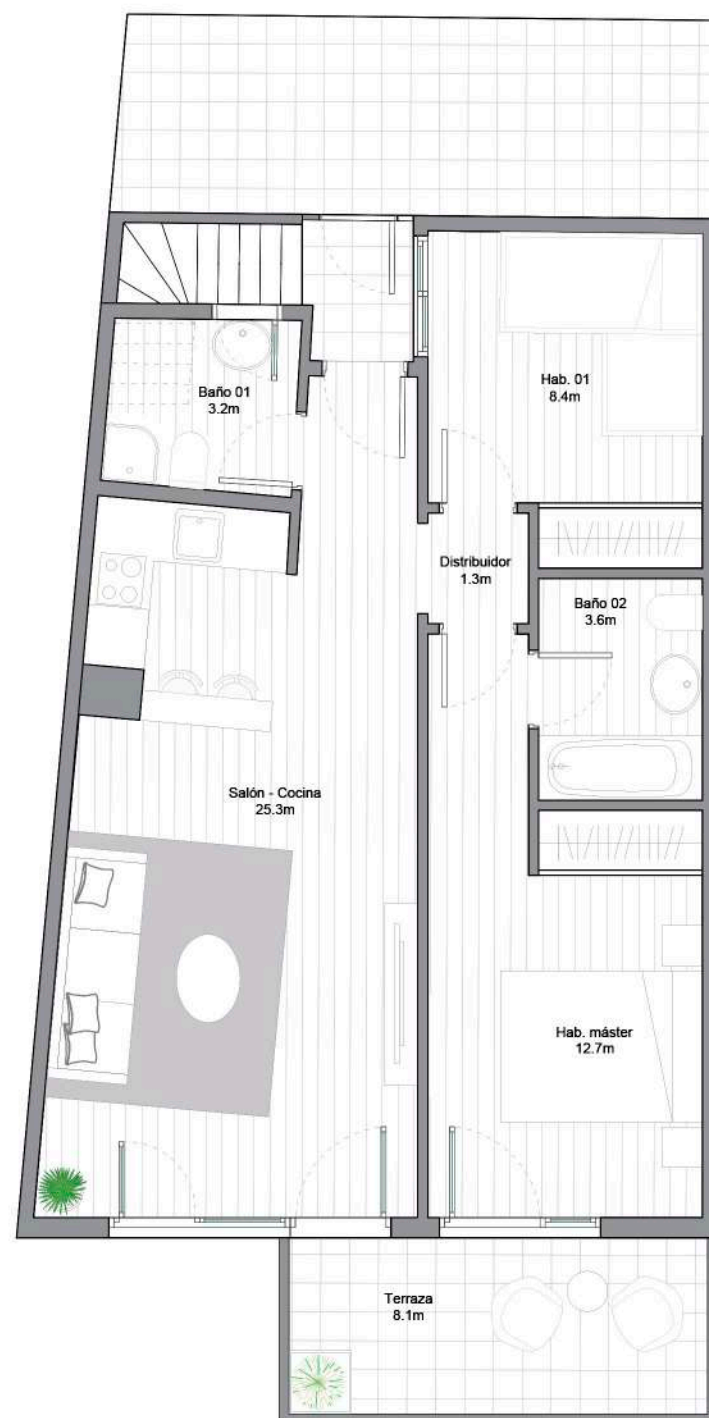 Baño 01
3.2m
Hab. 01
8.4m
Distribuidor
1.3m
Baño 02
3.6m
Salón - Cocina
25.3m
Hab. máster
12.7m
Terraza
8.1m